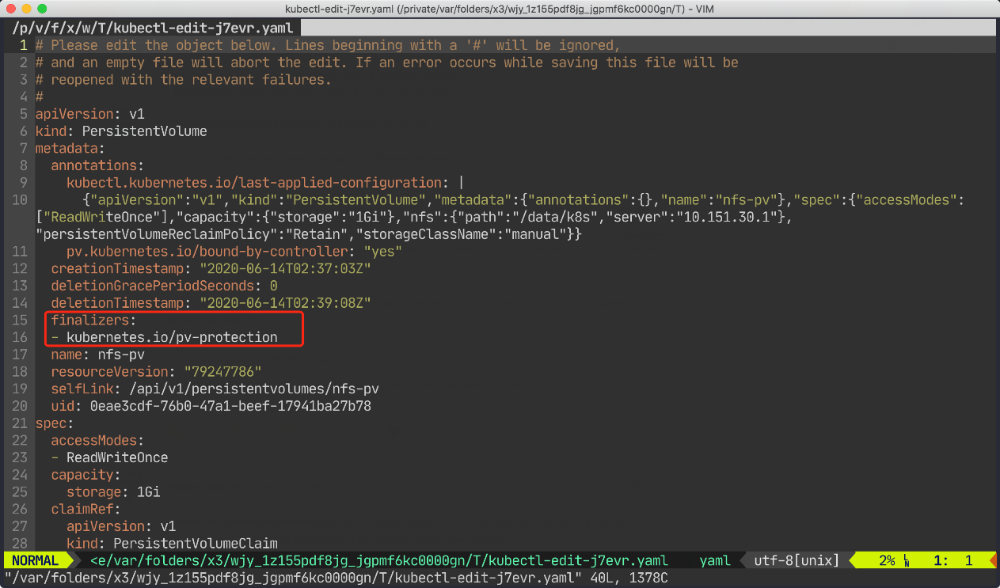 kubectl-edit-j7evr.yaml (/private/var/folders/x3/wjy_1z155pdf8jg_jgpmf6kc0000gn/T) - VIM
/p/v/f/x/w/T/kubectl-edit-j7evr.yaml
1 # Please edit the object below. Lines beginning with a '#' will be ignored,
2 # and an empty file will abort the edit. If an error occurs while saving this file will be
3 # reopened with the relevant failures.
4 #
5 apiVersion: v1
6 kind: PersistentVolume
7 metadata:
8   annotations:
9     kubectl.kubernetes.io/last-applied-configuration: |
10       {"apiVersion":"v1","kind":"PersistentVolume","metadata":{"annotations":{},"name":"nfs-pv"},"spec":{"accessModes":
["ReadWriteOnce"],"capacity":{"storage":"1Gi"},"nfs":{"path":"/data/k8s","server":"10.151.30.1"},
"persistentVolumeReclaimPolicy":"Retain","storageClassName":"manual"}}
11     pv.kubernetes.io/bound-by-controller: "yes"
12   creationTimestamp: "2020-06-14T02:37:03Z"
13   deletionGracePeriodSeconds: 0
14   deletionTimestamp: "2020-06-14T02:39:08Z"
15   finalizers:
16   - kubernetes.io/pv-protection
17   name: nfs-pv
18   resourceVersion: "79247786"
19   selfLink: /api/v1/persistentvolumes/nfs-pv
20   uid: 0eae3cdf-76b0-47a1-beef-17941ba27b78
21 spec:
22   accessModes:
23   - ReadWriteOnce
24   capacity:
25     storage: 1Gi
26   claimRef:
27     apiVersion: v1
28     kind: PersistentVolumeClaim
NORMAL <e/var/folders/x3/wjy_1z155pdf8jg_jgpmf6kc0000gn/T/kubectl-edit-j7evr.yaml yaml utf-8[unix] 2% LN 1: 1
"/var/folders/x3/wjy_1z155pdf8jg_jgpmf6kc0000gn/T/kubectl-edit-j7evr.yaml" 40L, 1378C